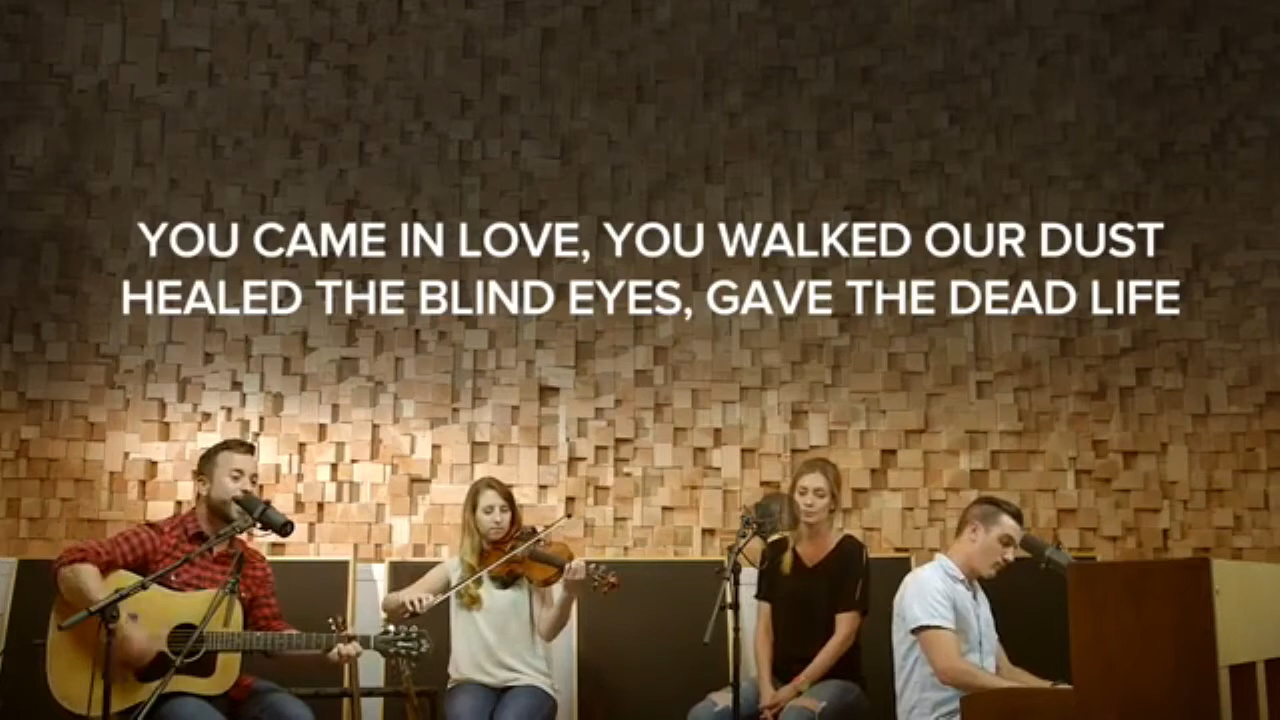 YOU CAME IN LOVE, YOU WALKED OUR DUST
HEALED THE BLIND EYES, GAVE THE DEAD LIFE